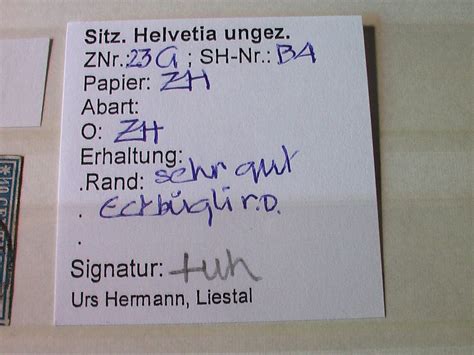 Sitz. Helvetia ungez.
ZNr.: 23G ; SH-Nr.: B4
Papier: ZH
Abart:
O: ZH
Erhaltung:
.Rand: sehr gut
. Eckbügli r.o.
.
Signatur: tuh
Urs Hermann, Liestal